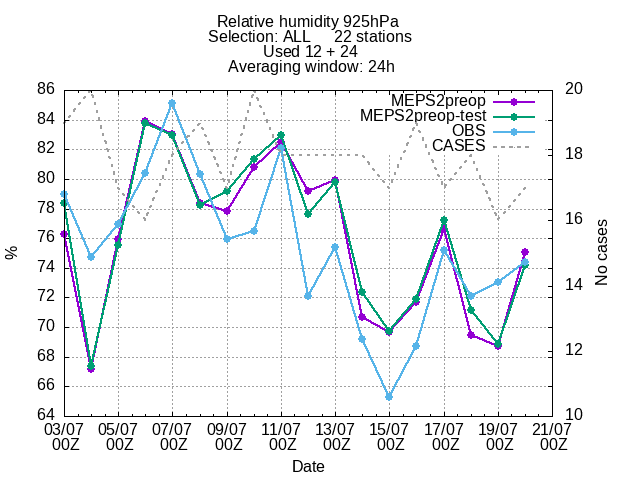 Relative humidity 925hPa
Selection: ALL 22 stations
Used 12 + 24
Averaging window: 24h
MEPS2preop
MEPS2preop-test
OBS
CASES
86
84
82
80
78
76
74
72
70
68
66
64
20
18
16
14
12
10
%
No cases
03/07 05/07 07/07 09/07 11/07 13/07 15/07 17/07 19/07 21/07
00Z 00Z 00Z 00Z 00Z 00Z 00Z 00Z 00Z 00Z
Date